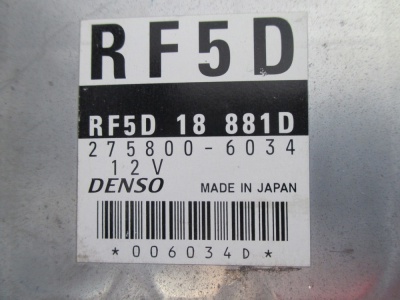 RF5D
RF5D 18 881D
275800-6034
12V
DENSO MADE IN JAPAN
*006034D*